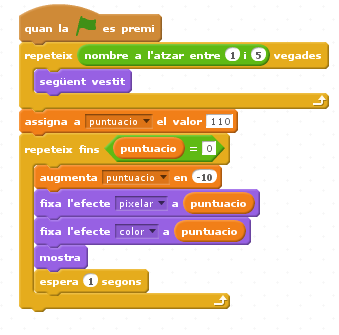 quan la es premi
repeteix nombre a l'atzar entre 1 i 5 vegades
següent vestit
assigna a puntuacio el valor 110
repeteix fins puntuacio = 0
augmenta puntuacio en -10
fixa l'efecte pixelar a puntuacio
fixa l'efecte color a puntuacio
mostra
espera 1 segons